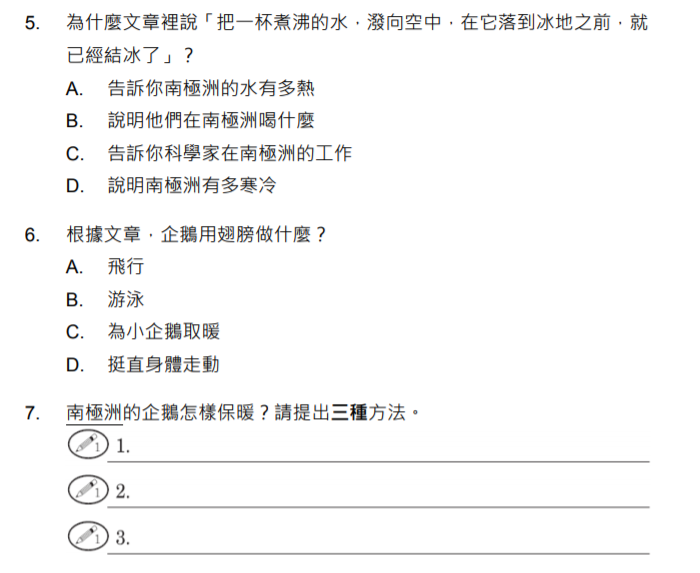 5. 為什麼文章裡說「把一杯煮沸的水，潑向空中，在它落到冰地之前，就
已經結冰了」？
A. 告訴你南極洲的水有多熱
B. 說明他們在南極洲喝什麼
C. 告訴你科學家在南極洲的工作
D. 說明南極洲有多寒冷
6. 根據文章，企鵝用翅膀做什麼？
A. 飛行
B. 游泳
C. 為小企鵝取暖
D. 挺直身體走動
7. 南極洲的企鵝怎樣保暖？請提出三種方法。
1 1.
1 2.
1 3.